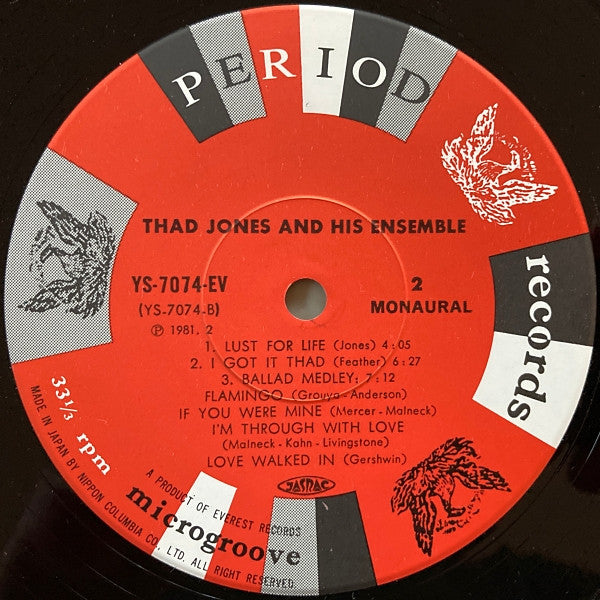 PERIOD
records
THAD JONES AND HIS ENSEMBLE
YS-7074-EV
(YS-7074-B)
℗ 1981. 2
2
MONAURAL
1. LUST FOR LIFE (Jones) 4:05
2. I GOT IT THAD (Feather) 6:27
3. BALLAD MEDLEY: 7:12
FLAMINGO (Grouya-Anderson)
IF YOU WERE MINE (Mercer-Malneck)
I'M THROUGH WITH LOVE
(Malneck-Kahn-Livingstone)
LOVE WALKED IN (Gershwin)
JASRAC
33 1/3 rpm
microgroove
A PRODUCT OF EVEREST RECORDS
MADE IN JAPAN BY NIPPON COLUMBIA CO., LTD. ALL RIGHT RESERVED